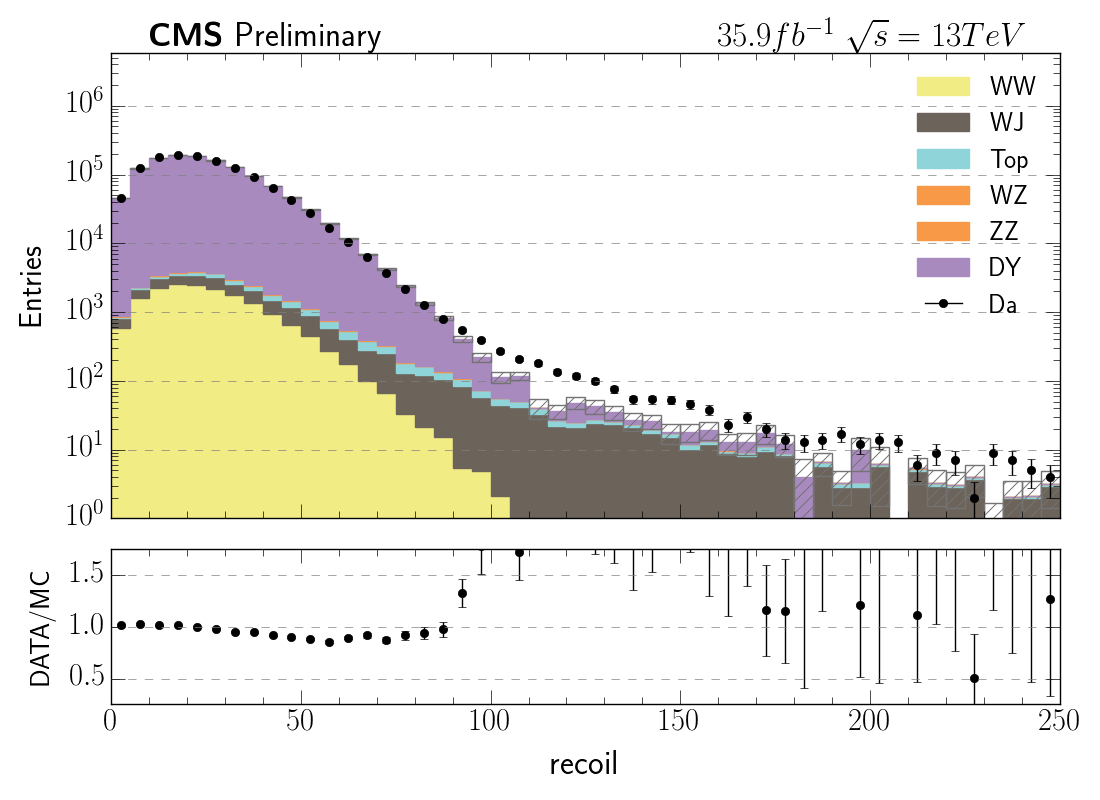 CMS Preliminary 35.9fb⁻¹ √s = 13TeV
WW
WJ
Top
WZ
ZZ
DY
Da
Entries
10⁶
10⁵
10⁴
10³
10²
10¹
10⁰
DATA/MC
1.5
1.0
0.5
0 50 100 150 200 250
recoil